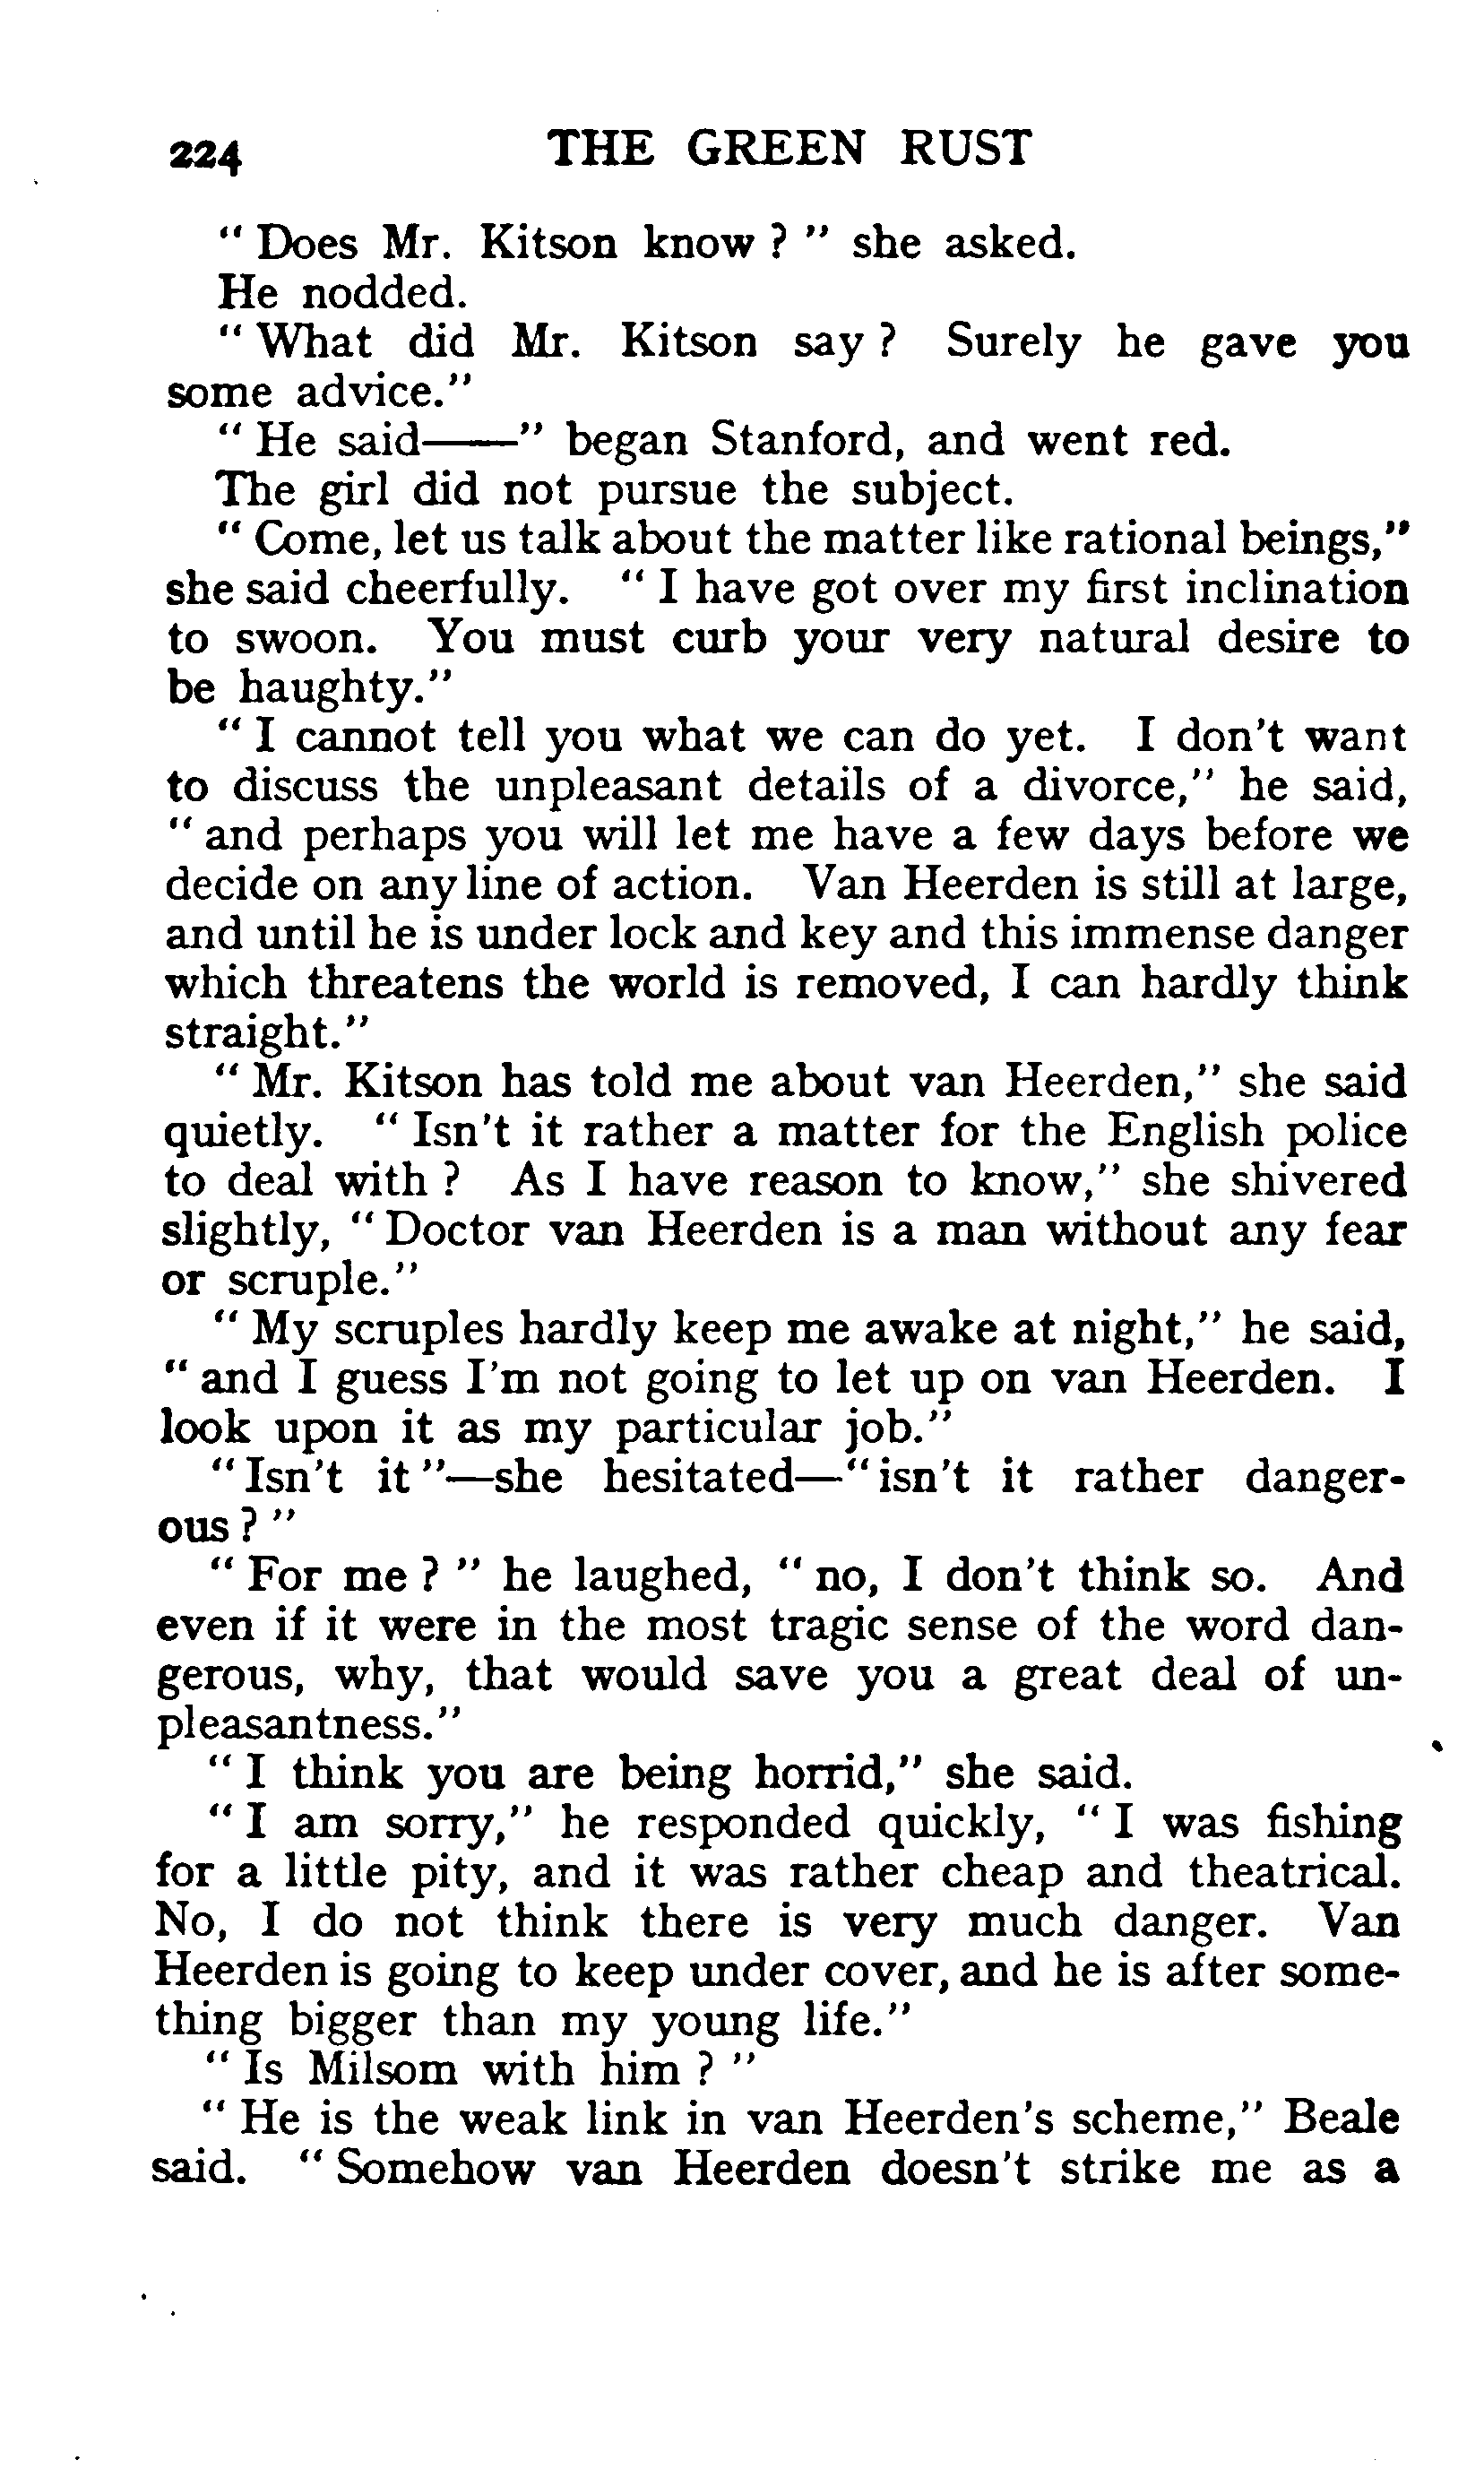 224 THE GREEN RUST
" Does Mr. Kitson know ? " she asked.
He nodded.
" What did Mr. Kitson say ? Surely he gave you
some advice."
" He said——" began Stanford, and went red.
The girl did not pursue the subject.
" Come, let us talk about the matter like rational beings,"
she said cheerfully. " I have got over my first inclination
to swoon. You must curb your very natural desire to
be haughty."
" I cannot tell you what we can do yet. I don't want
to discuss the unpleasant details of a divorce," he said,
" and perhaps you will let me have a few days before we
decide on any line of action. Van Heerden is still at large,
and until he is under lock and key and this immense danger
which threatens the world is removed, I can hardly think
straight."
" Mr. Kitson has told me about van Heerden," she said
quietly. " Isn't it rather a matter for the English police
to deal with ? As I have reason to know," she shivered
slightly, " Doctor van Heerden is a man without any fear
or scruple."
" My scruples hardly keep me awake at night," he said,
" and I guess I'm not going to let up on van Heerden. I
look upon it as my particular job."
" Isn't it "—she hesitated—" isn't it rather danger-
ous ? "
" For me ? " he laughed, " no, I don't think so. And
even if it were in the most tragic sense of the word dan-
gerous, why, that would save you a great deal of un-
pleasantness."
" I think you are being horrid," she said.
" I am sorry," he responded quickly, " I was fishing
for a little pity, and it was rather cheap and theatrical.
No, I do not think there is very much danger. Van
Heerden is going to keep under cover, and he is after some-
thing bigger than my young life."
" Is Milsom with him ? "
" He is the weak link in van Heerden's scheme," Beale
said. " Somehow van Heerden doesn't strike me as a